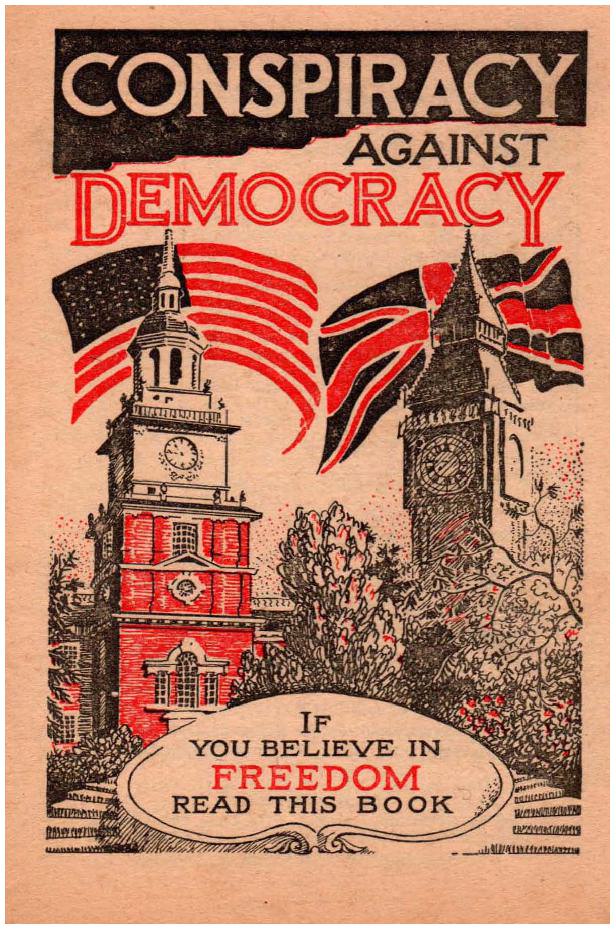 CONSPIRACY
AGAINST
DEMOCRACY
IF
YOU BELIEVE IN
FREEDOM
READ THIS BOOK